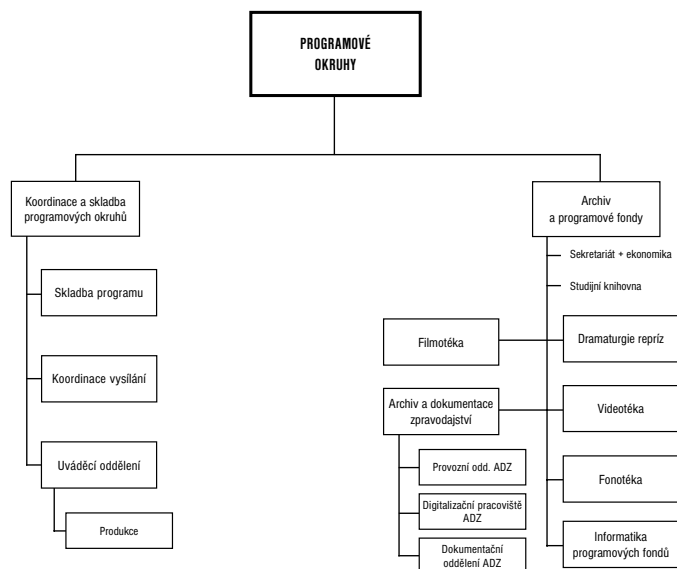 PROGRAMOVÉ
OKRUHY
Koordinace a skladba
programových okruhů
Skladba programu
Koordinace vysílání
Uváděcí oddělení
Produkce
Archiv
a programové fondy
Sekretariát + ekonomika
Studijní knihovna
Filmotéka
Dramaturgie repríz
Archiv a dokumentace
zpravodajství
Videotéka
Provozní odd. ADZ
Fonotéka
Digitalizační pracoviště
ADZ
Dokumentační
oddělení ADZ
Informatika
programových fondů